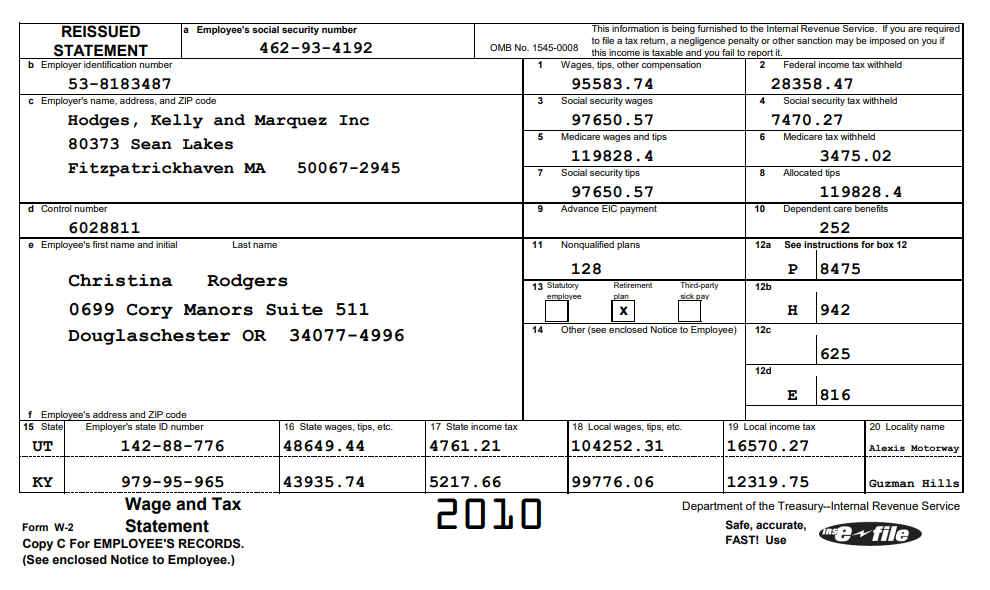 REISSUED
STATEMENT
a Employee's social security number
462-93-4192
OMB No. 1545-0008
This information is being furnished to the Internal Revenue Service. If you are required
to file a tax return, a negligence penalty or other sanction may be imposed on you if
this income is taxable and you fail to report it.
b Employer identification number
53-8183487
1 Wages, tips, other compensation
95583.74
2 Federal income tax withheld
28358.47
c Employer's name, address, and ZIP code
Hodges, Kelly and Marquez Inc
80373 Sean Lakes
Fitzpatrickhaven MA 50067-2945
3 Social security wages
97650.57
4 Social security tax withheld
7470.27
5 Medicare wages and tips
119828.4
6 Medicare tax withheld
3475.02
7 Social security tips
97650.57
8 Allocated tips
119828.4
d Control number
6028811
9 Advance EIC payment
10 Dependent care benefits
252
e Employee's first name and initial Last name
Christina Rodgers
0699 Cory Manors Suite 511
Douglaschester OR 34077-4996
f Employee's address and ZIP code
11 Nonqualified plans
128
12a See instructions for box 12
P 8475
13 Statutory employee
Retirement plan
x
Third-party sick pay
12b
H 942
14 Other (see enclosed Notice to Employee)
12c
625
12d
E 816
15 State Employer's state ID number 16 State wages, tips, etc. 17 State income tax 18 Local wages, tips, etc. 19 Local income tax 20 Locality name
UT 142-88-776 48649.44 4761.21 104252.31 16570.27 Alexis Motorway
KY 979-95-965 43935.74 5217.66 99776.06 12319.75 Guzman Hills
Form W-2
Wage and Tax
Statement
2010
Copy C For EMPLOYEE'S RECORDS.
(See enclosed Notice to Employee.)
Department of the Treasury--Internal Revenue Service
Safe, accurate,
FAST! Use
IRS e-file